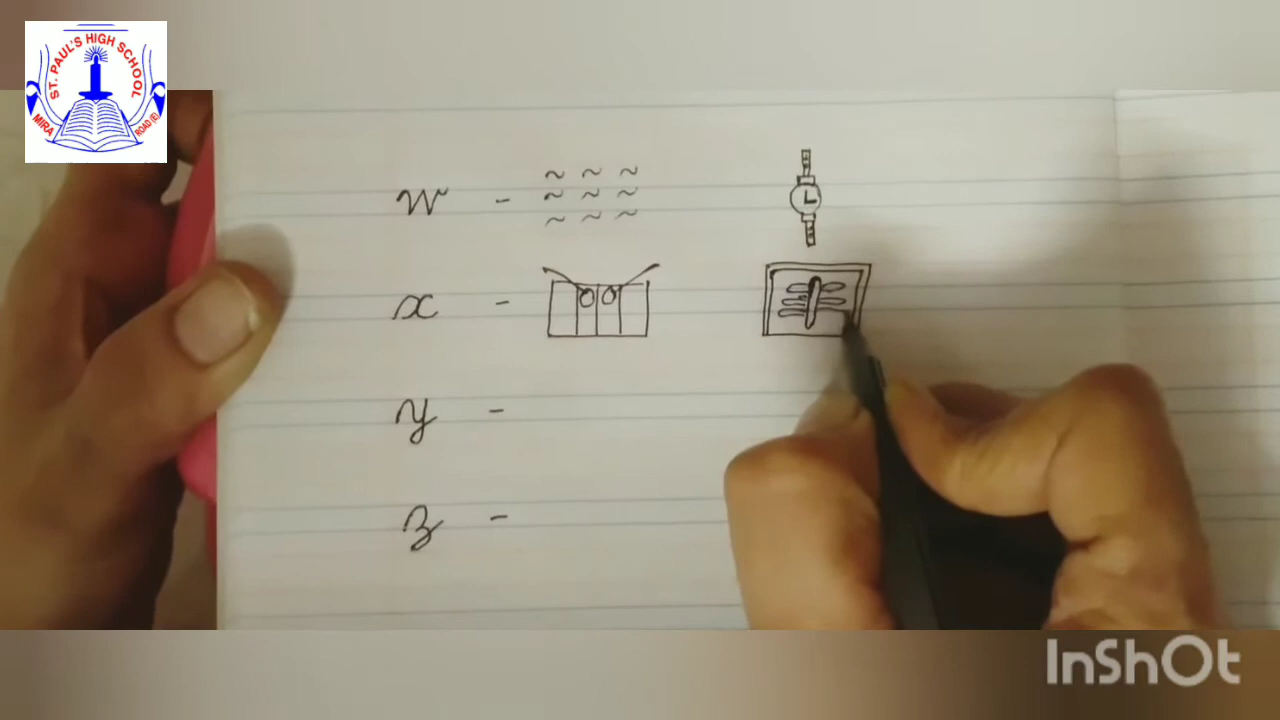 ST. PAUL'S HIGH SCHOOL
MIRA ROAD (E)
w -
x -
y -
z -
InShOt